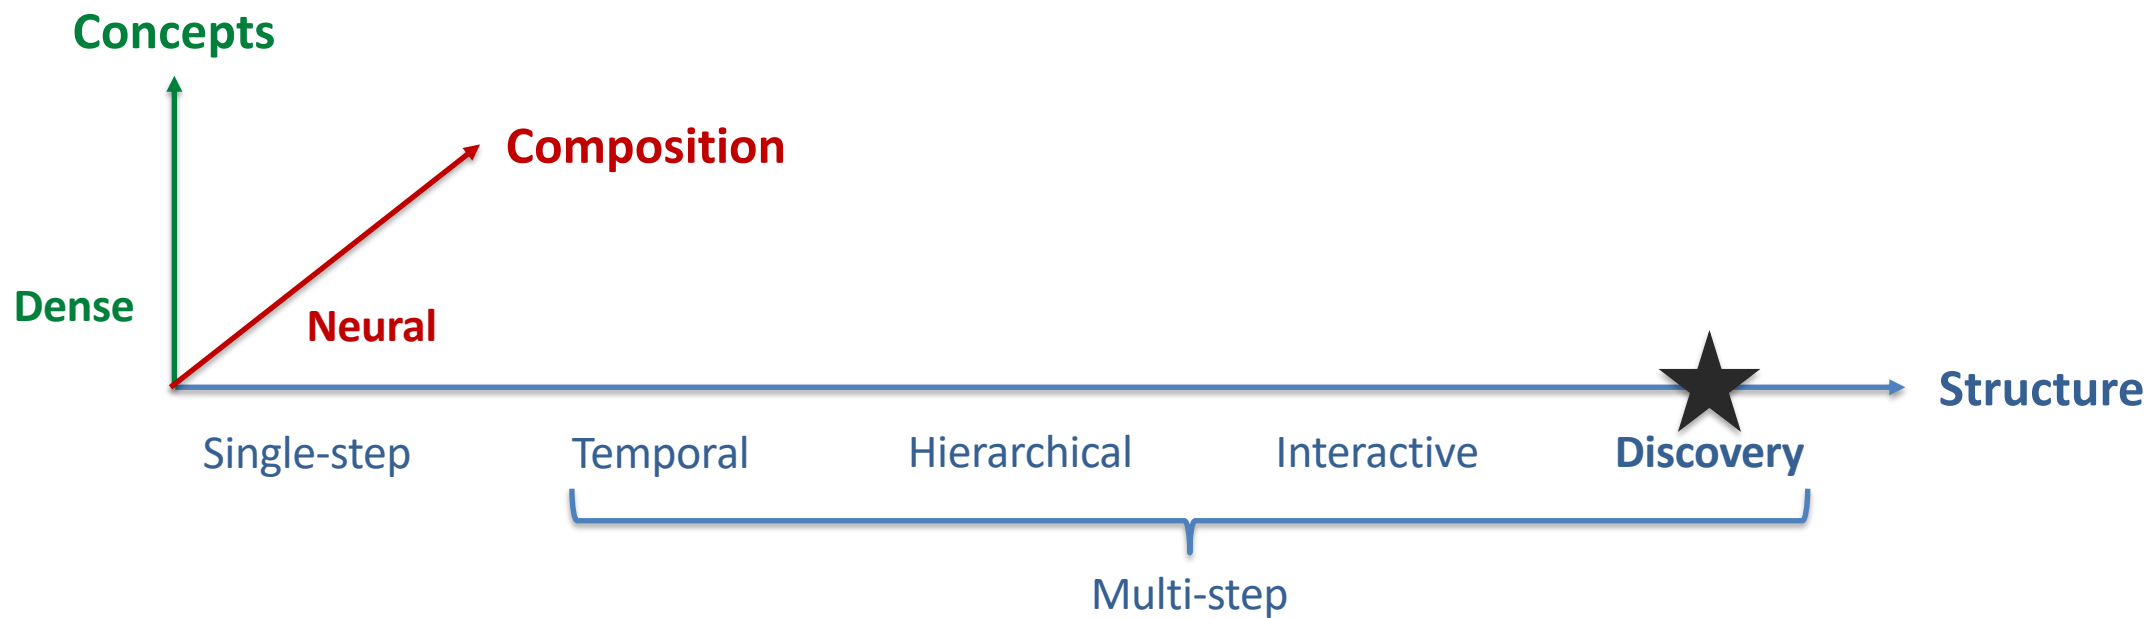 Concepts
Composition
Dense
Neural
Structure
Single-step
Temporal
Hierarchical
Interactive
Discovery
Multi-step